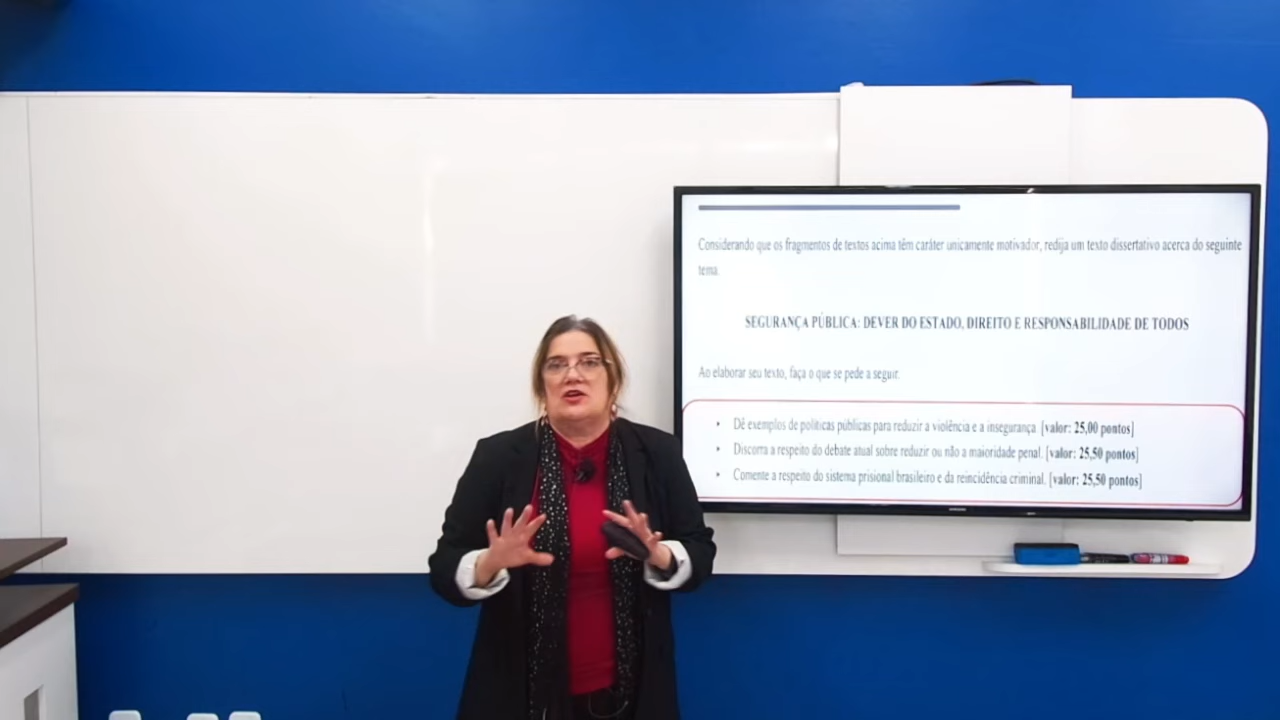 Considerando que os fragmentos de textos acima têm caráter unicamente motivador, redija um texto dissertativo acerca do seguinte
tema.
SEGURANÇA PÚBLICA: DEVER DO ESTADO, DIREITO E RESPONSABILIDADE DE TODOS
Ao elaborar seu texto, faça o que se pede a seguir.
• Dê exemplos de políticas públicas para reduzir a violência e a insegurança. [valor: 25,00 pontos]
• Discorra a respeito do debate atual sobre reduzir ou não a maioridade penal. [valor: 25,50 pontos]
• Comente a respeito do sistema prisional brasileiro e da reincidência criminal. [valor: 25,50 pontos]